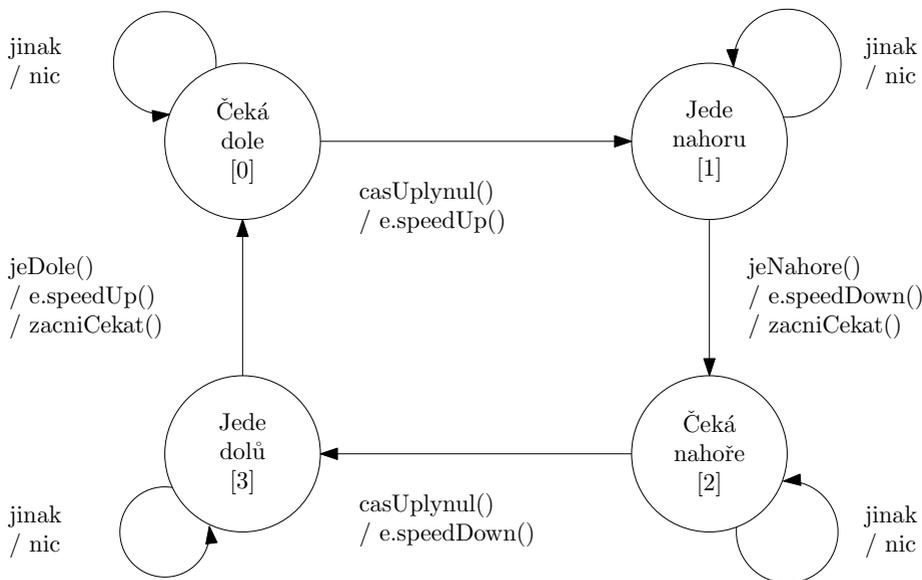 jinak
/ nic
Čeká
dole
[0]
casUplynul()
/ e.speedUp()
Jede
nahoru
[1]
jinak
/ nic
jeDole()
/ e.speedUp()
/ zacniCekat()
jeNahore()
/ e.speedDown()
/ zacniCekat()
Jede
dolů
[3]
casUplynul()
/ e.speedDown()
Čeká
nahoře
[2]
jinak
/ nic
jinak
/ nic